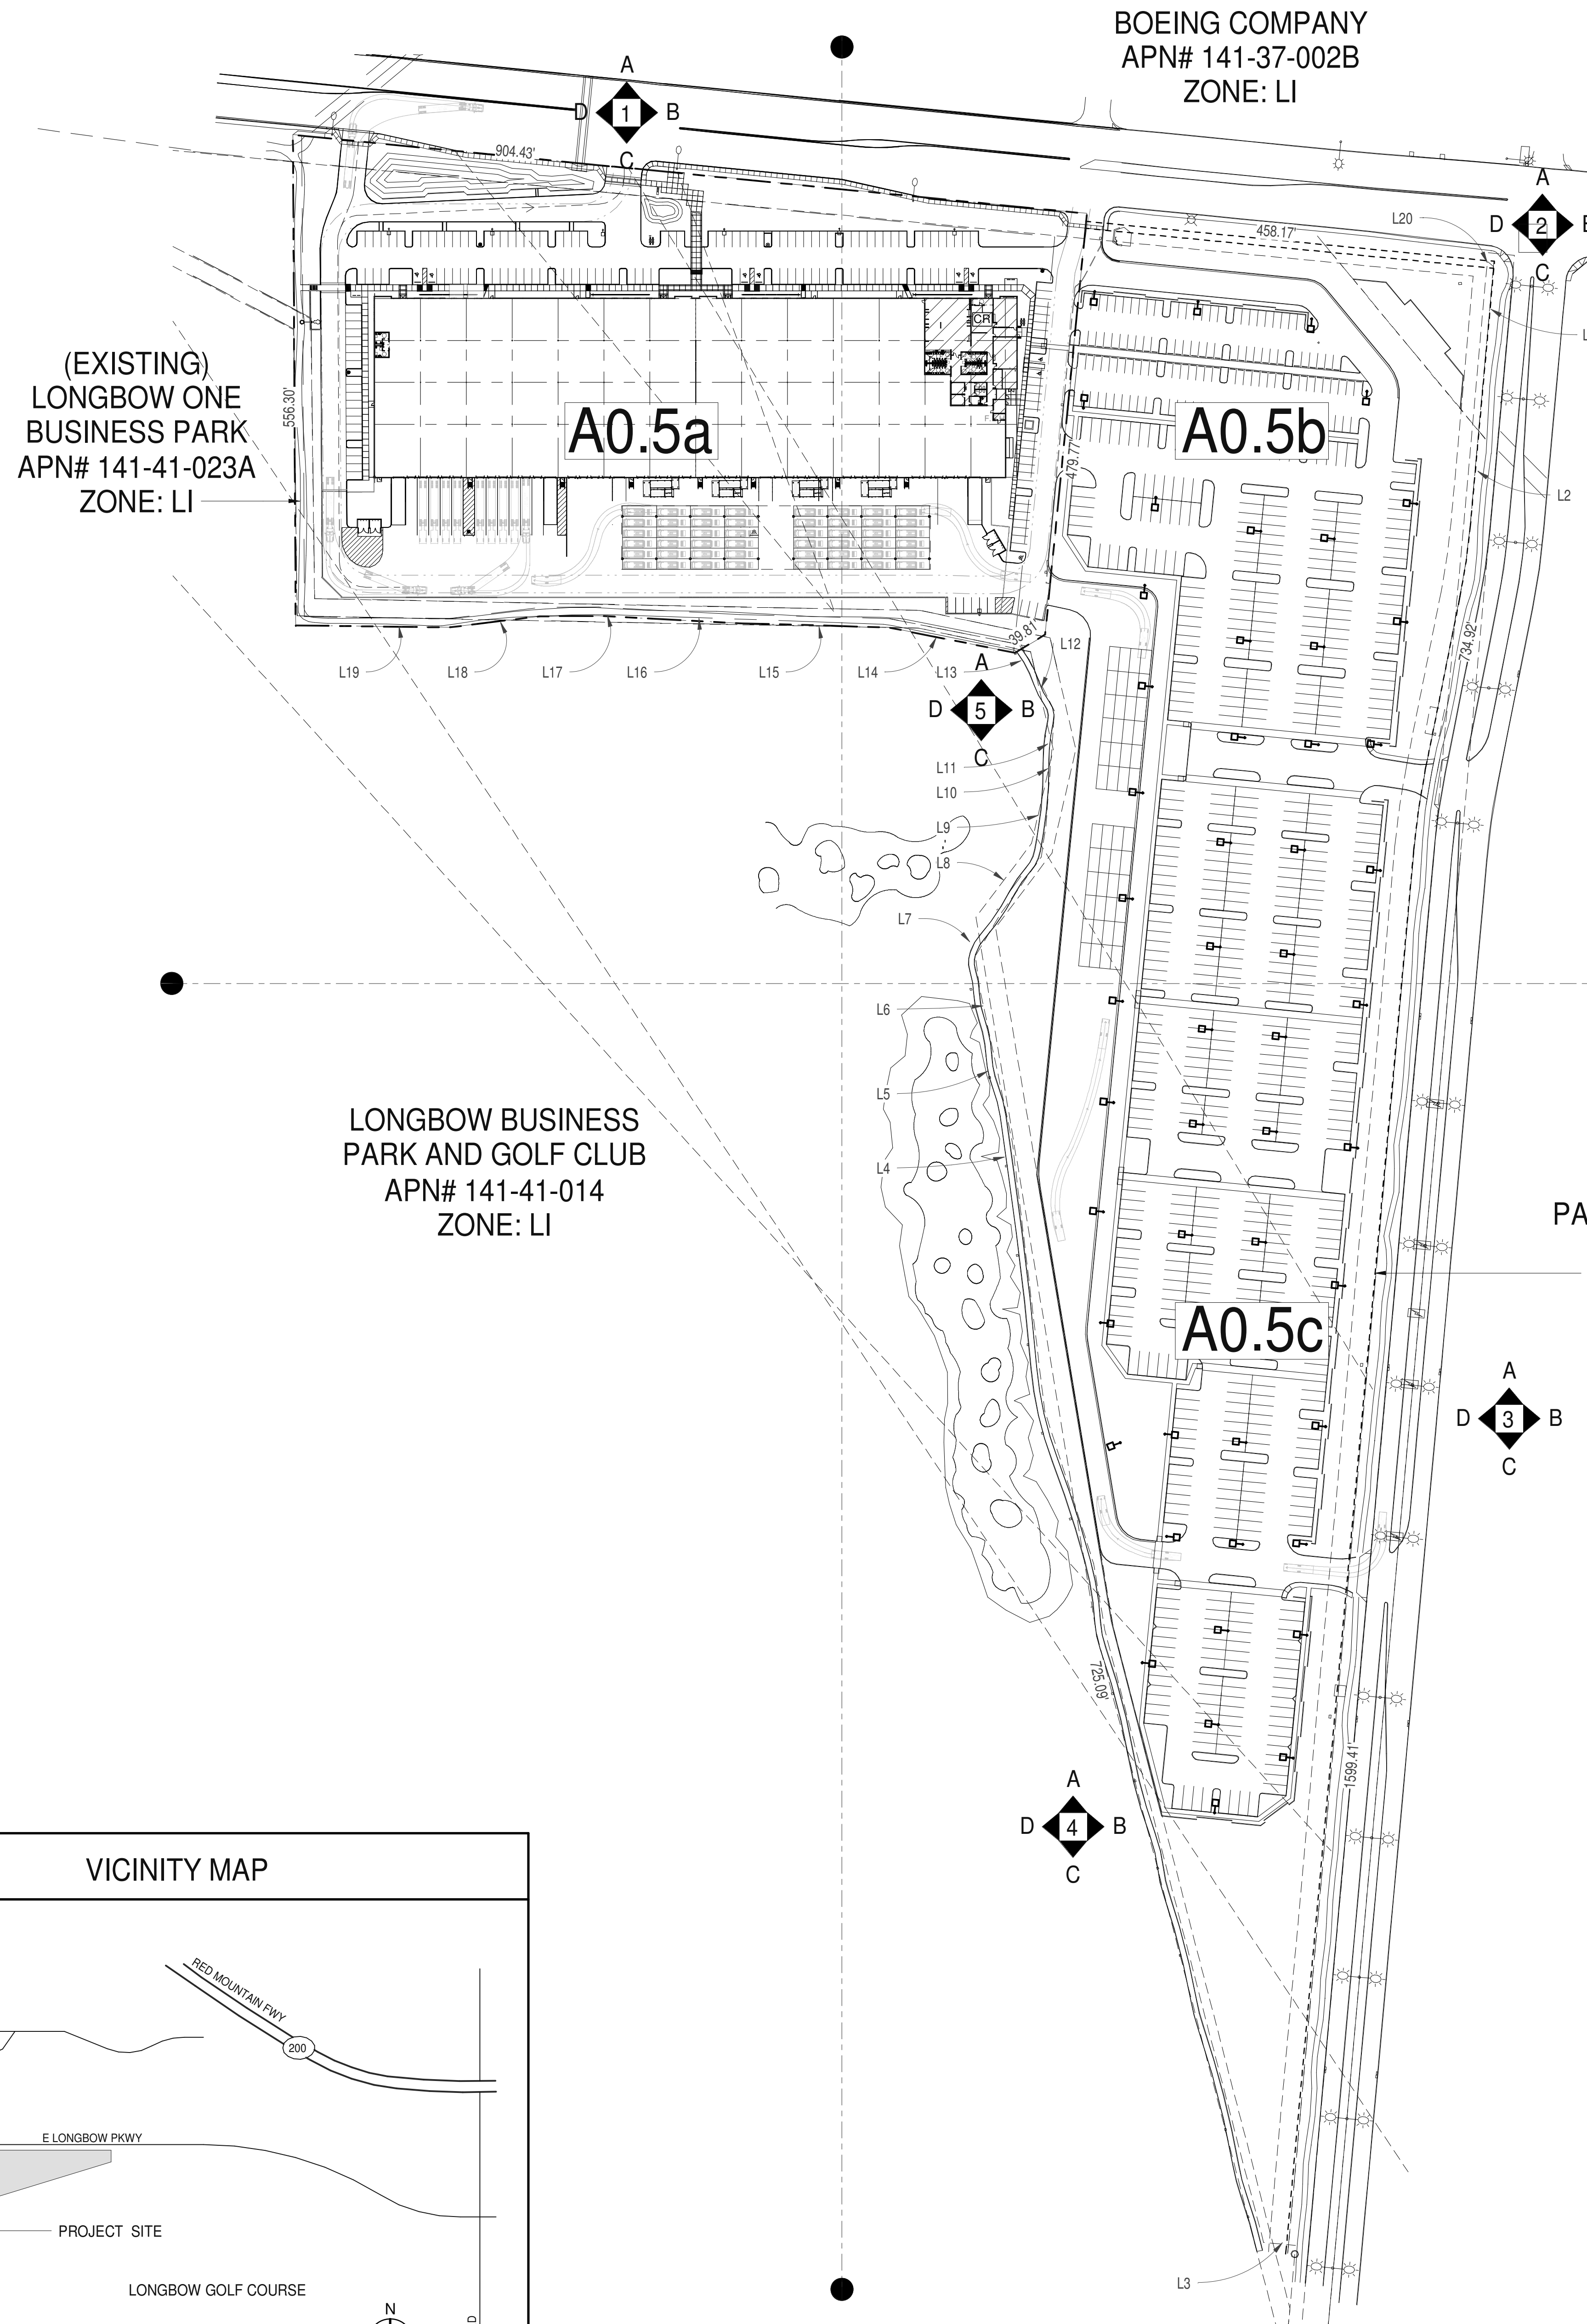 BOEING COMPANY
APN# 141-37-002B
ZONE: LI
A
D 1 B
C
904.43'
A
D 2
C
L20
458.17'
(EXISTING)
LONGBOW ONE
BUSINESS PARK
APN# 141-41-023A
ZONE: LI
556.30'
CR
A0.5a
A0.5b
479.77'
L2
734.92'
39.81'
L19
L18
L17
L16
L15
L14
L13
L12
A
D 5 B
C
L11
L10
L9
L8
L7
L6
L5
L4
LONGBOW BUSINESS
PARK AND GOLF CLUB
APN# 141-41-014
ZONE: LI
PA
A0.5c
A
D 3 B
C
725.09'
1599.41'
A
D 4 B
C
L3
VICINITY MAP
RED MOUNTAIN FWY
200
E LONGBOW PKWY
PROJECT SITE
LONGBOW GOLF COURSE
N
D